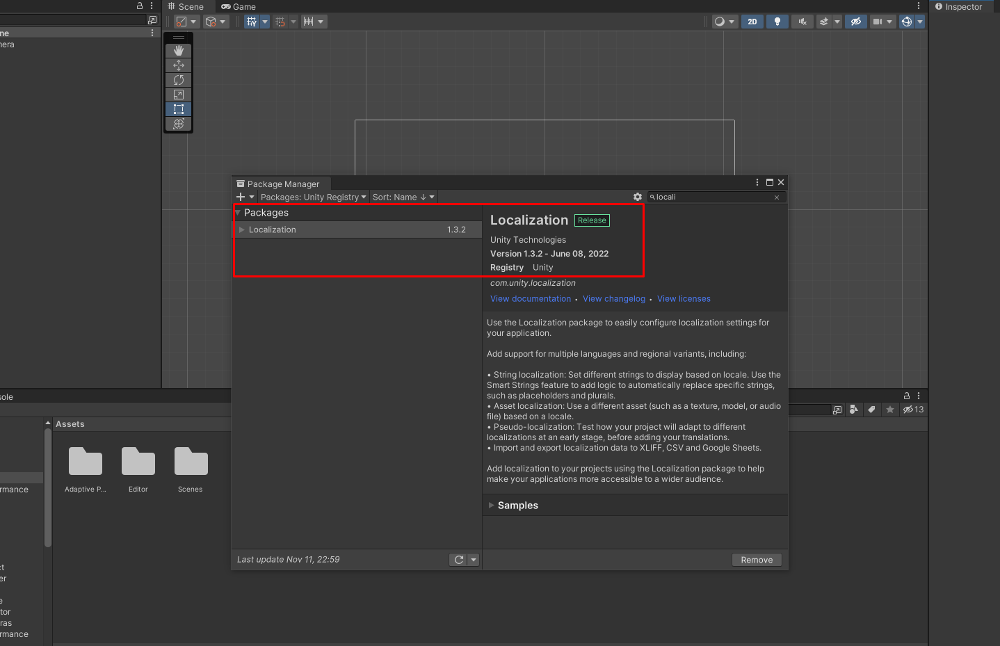 Scene
Game
Inspector
ne
nera
2D
Package Manager
Packages: Unity Registry
Sort: Name ↓
locali
Packages
Localization 1.3.2
Localization Release
Unity Technologies
Version 1.3.2 - June 08, 2022
Registry Unity
com.unity.localization
View documentation • View changelog • View licenses
Use the Localization package to easily configure localization settings for
your application.
Add support for multiple languages and regional variants, including:
• String localization: Set different strings to display based on locale. Use the
Smart Strings feature to add logic to automatically replace specific strings,
such as placeholders and plurals.
• Asset localization: Use a different asset (such as a texture, model, or audio
file) based on a locale.
• Pseudo-localization: Test how your project will adapt to different
localizations at an early stage, before adding your translations.
• Import and export localization data to XLIFF, CSV and Google Sheets.
Add localization to your projects using the Localization package to help
make your applications more accessible to a wider audience.
Samples
Last update Nov 11, 22:59
Remove
sole
13
Assets
Adaptive P...
Editor
Scenes
rmance
ct
er
e
tor
ras
rmance